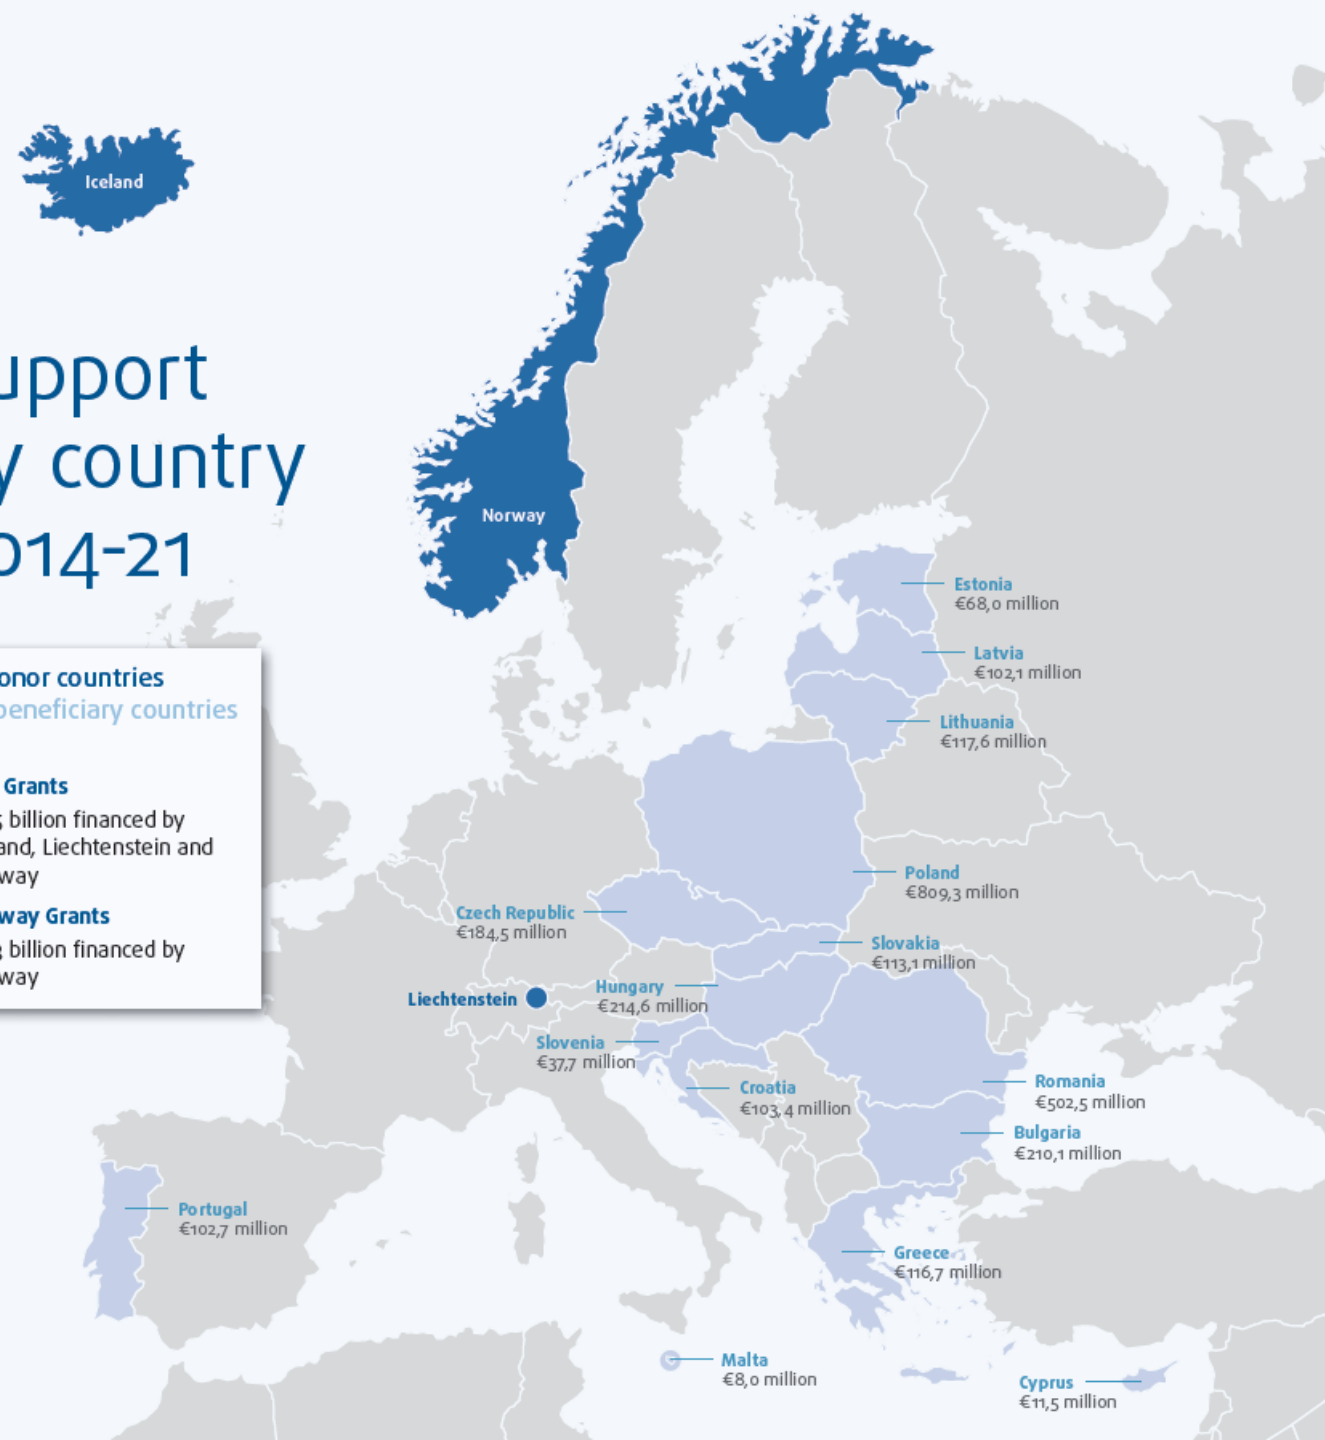 Iceland
upport
y country
014-21
Norway
onor countries
beneficiary countries
Grants
5 billion financed by
and, Liechtenstein and
way
way Grants
3 billion financed by
way
Estonia
€68,0 million
Latvia
€102,1 million
Lithuania
€117,6 million
Poland
€809,3 million
Czech Republic
€184,5 million
Slovakia
€113,1 million
Hungary
€214,6 million
Liechtenstein
Slovenia
€37,7 million
Croatia
€103,4 million
Romania
€502,5 million
Bulgaria
€210,1 million
Portugal
€102,7 million
Greece
€116,7 million
Malta
€8,0 million
Cyprus
€11,5 million